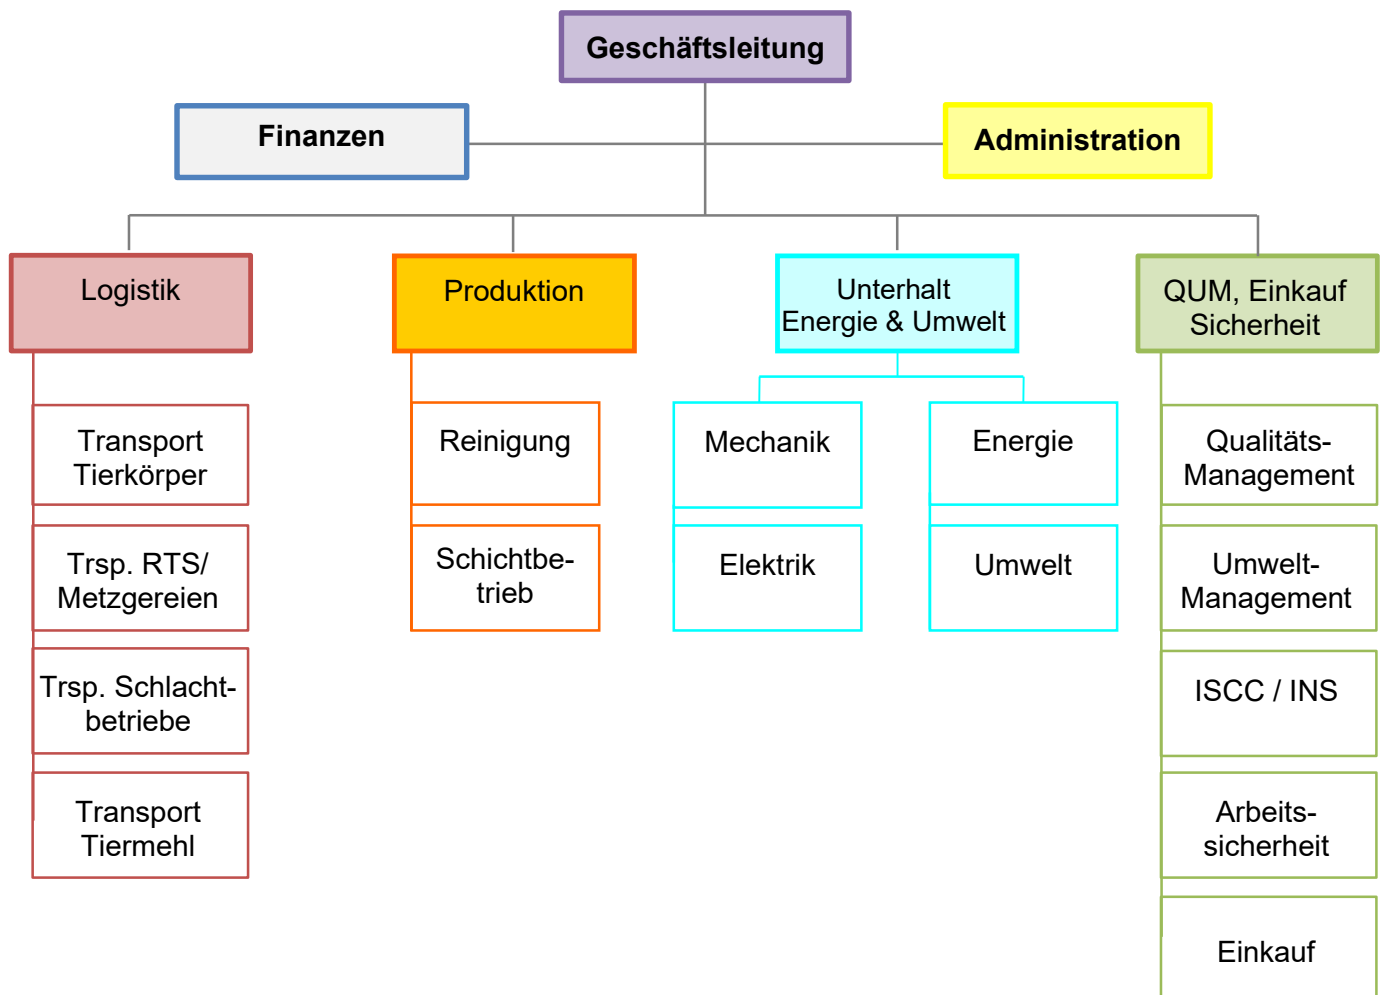 Geschäftsleitung
Finanzen
Administration
Logistik
Produktion
Unterhalt
Energie & Umwelt
QUM, Einkauf
Sicherheit
Transport
Tierkörper
Trsp. RTS/
Metzgereien
Trsp. Schlacht-
betriebe
Transport
Tiermehl
Reinigung
Schichtbe-
trieb
Mechanik
Elektrik
Energie
Umwelt
Qualitäts-
Management
Umwelt-
Management
ISCC / INS
Arbeits-
sicherheit
Einkauf